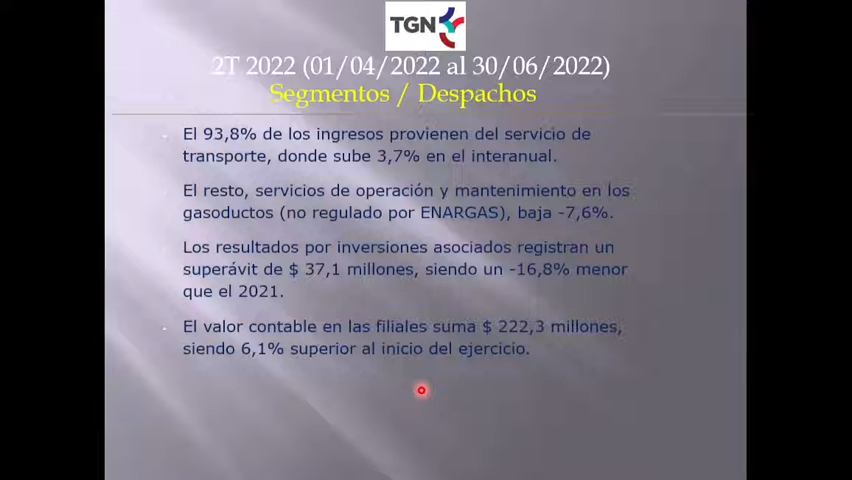 TGN
2T 2022 (01/04/2022 al 30/06/2022)
Segmentos / Despachos
El 93,8% de los ingresos provienen del servicio de
transporte, donde sube 3,7% en el interanual.
El resto, servicios de operación y mantenimiento en los
gasoductos (no regulado por ENARGAS), baja -7,6%.
Los resultados por inversiones asociados registran un
superávit de $ 37,1 millones, siendo un -16,8% menor
que el 2021.
El valor contable en las filiales suma $ 222,3 millones,
siendo 6,1% superior al inicio del ejercicio.